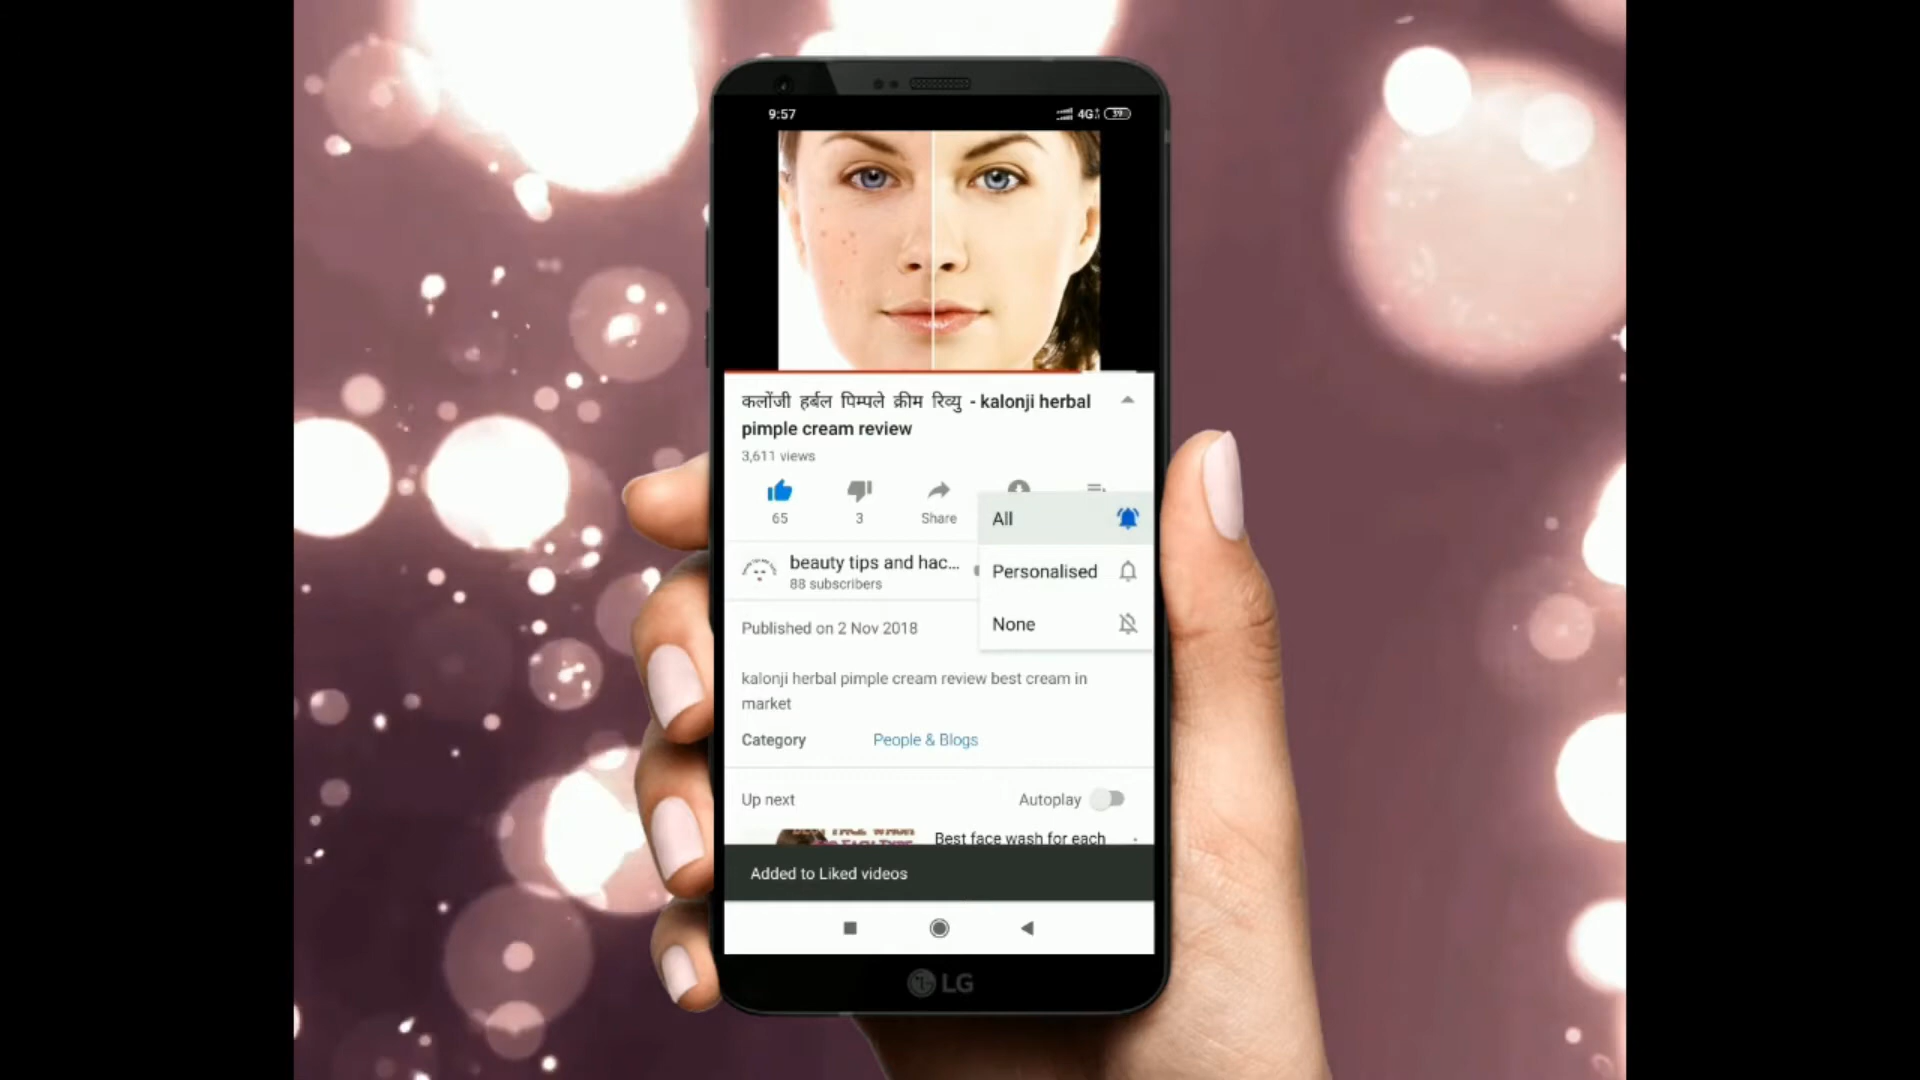 9:57
4G
39
कलोंजी हर्बल पिम्पले क्रीम रिव्यु - kalonji herbal
pimple cream review
3,611 views
65
3
Share
All
beauty tips and hac...
88 subscribers
Personalised
None
Published on 2 Nov 2018
kalonji herbal pimple cream review best cream in
market
Category People & Blogs
Up next Autoplay
Best face wash for each
Added to Liked videos
LG